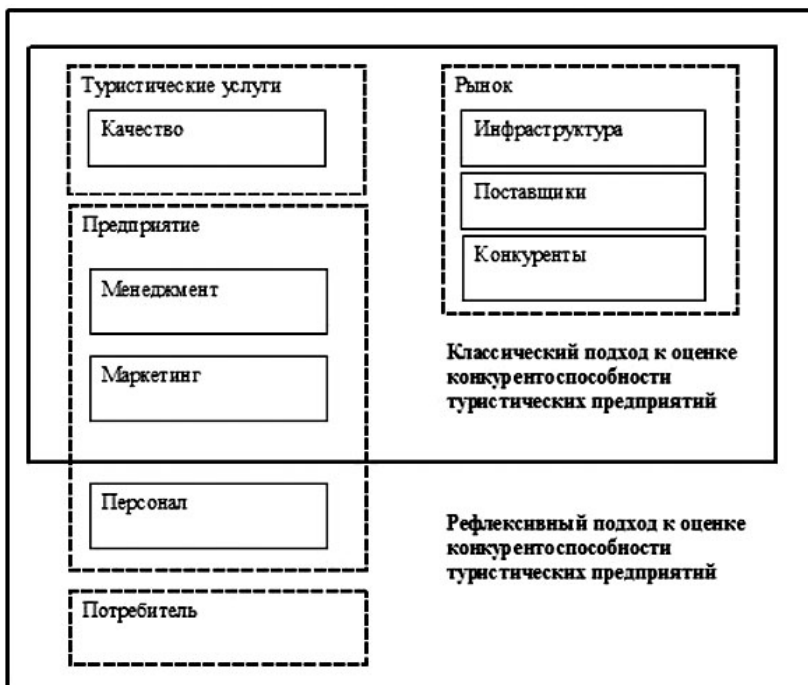 Туристические услуги
Качество
Предприятие
Менеджмент
Маркетинг
Персонал
Потребитель
Рынок
Инфраструктура
Поставщики
Конкуренты
Классический подход к оценке
конкурентоспособности
туристических предприятий
Рефлексивный подход к оценке
конкурентоспособности
туристических предприятий